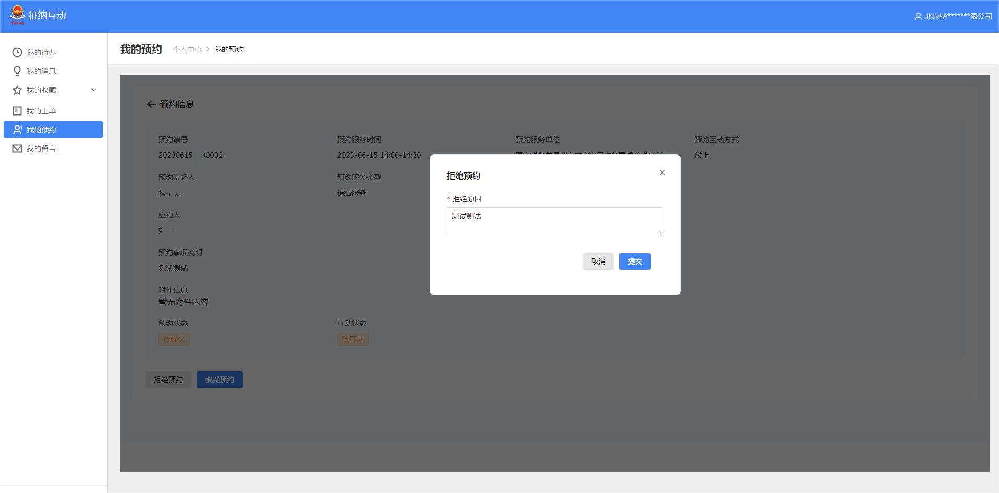 征纳互动
北京毕*******限公司
我的待办
我的消息
我的收藏
我的工单
我的预约
我的留言
我的预约 个人中心 > 我的预约
预约信息
预约编号 预约服务时间 预约服务单位 预约互动方式
20230615 00002 2023-06-15 14:00-14:30 线上
预约发起人 预约服务类型
张 综合服务
应约人
预约事项说明
测试测试
附件信息
暂无附件内容
预约状态 互动状态
待确认 待互动
拒绝预约 接受预约
拒绝预约
* 拒绝原因
测试测试
取消 提交